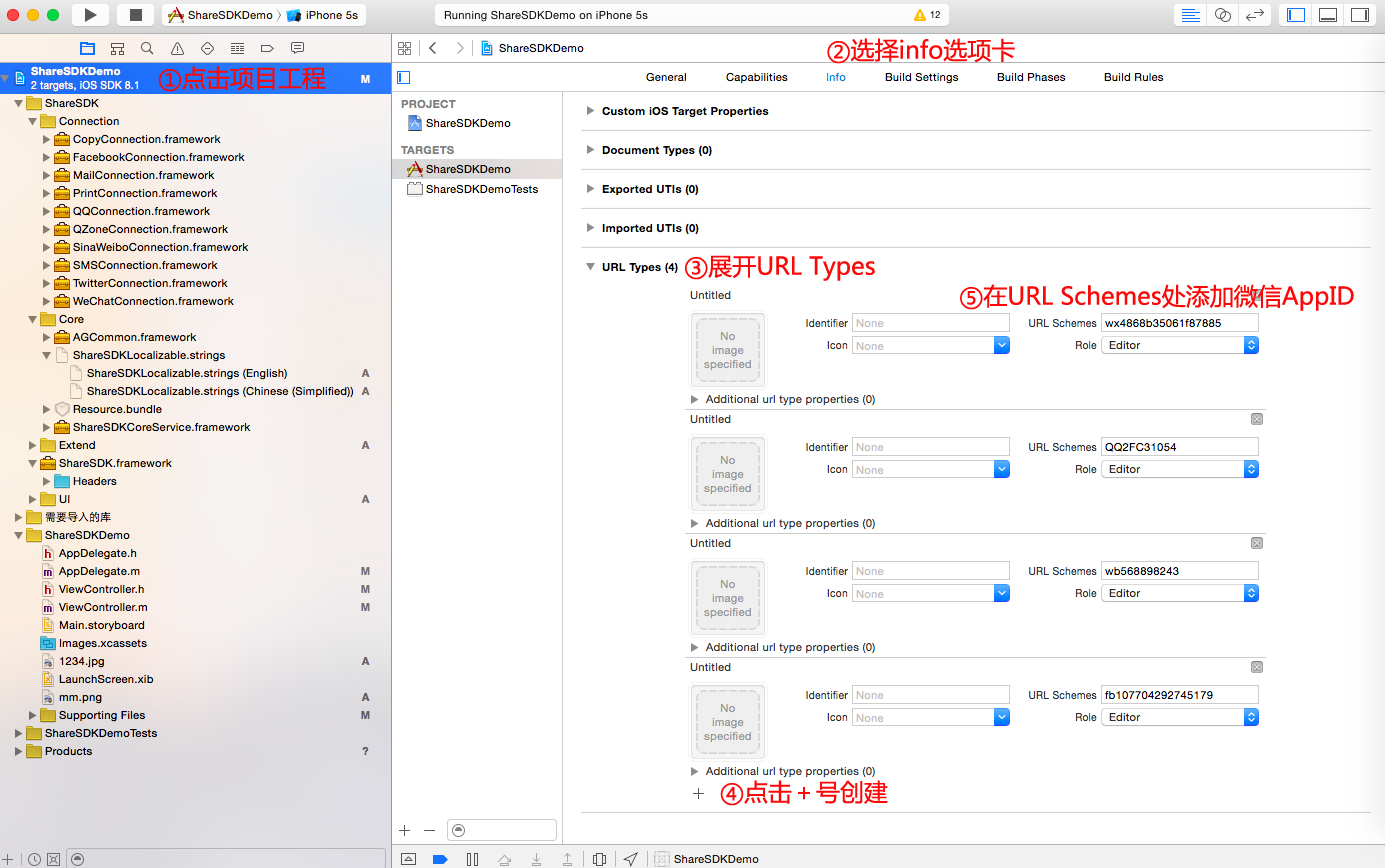 ShareSDKDemo
iPhone 5s
Running ShareSDKDemo on iPhone 5s
12
ShareSDKDemo
②选择info选项卡
ShareSDKDemo
2 targets, iOS SDK 8.1
①点击项目工程
M
General
Capabilities
Info
Build Settings
Build Phases
Build Rules
ShareSDK
Connection
CopyConnection.framework
FacebookConnection.framework
MailConnection.framework
PrintConnection.framework
QQConnection.framework
QZoneConnection.framework
SinaWeiboConnection.framework
SMSConnection.framework
TwitterConnection.framework
WeChatConnection.framework
Core
AGCommon.framework
ShareSDKLocalizable.strings
ShareSDKLocalizable.strings (English) A
ShareSDKLocalizable.strings (Chinese (Simplified)) A
Resource.bundle
ShareSDKCoreService.framework
Extend A
ShareSDK.framework
Headers
UI A
需要导入的库
ShareSDKDemo
h AppDelegate.h
m AppDelegate.m M
h ViewController.h M
m ViewController.m M
Main.storyboard
Images.xcassets
1234.jpg A
LaunchScreen.xib
mm.png A
Supporting Files M
ShareSDKDemoTests
Products ?
PROJECT
ShareSDKDemo
TARGETS
ShareSDKDemo
ShareSDKDemoTests
Custom iOS Target Properties
Document Types (0)
Exported UTIs (0)
Imported UTIs (0)
URL Types (4)
③展开URL Types
⑤在URL Schemes处添加微信AppID
Untitled
No
image
specified
Identifier None
URL Schemes wx4868b35061f87885
Icon None
Role Editor
Additional url type properties (0)
Untitled
No
image
specified
Identifier None
URL Schemes QQ2FC31054
Icon None
Role Editor
Additional url type properties (0)
Untitled
No
image
specified
Identifier None
URL Schemes wb568898243
Icon None
Role Editor
Additional url type properties (0)
Untitled
No
image
specified
Identifier None
URL Schemes fb107704292745179
Icon None
Role Editor
Additional url type properties (0)
+ ④点击 + 号创建
ShareSDKDemo